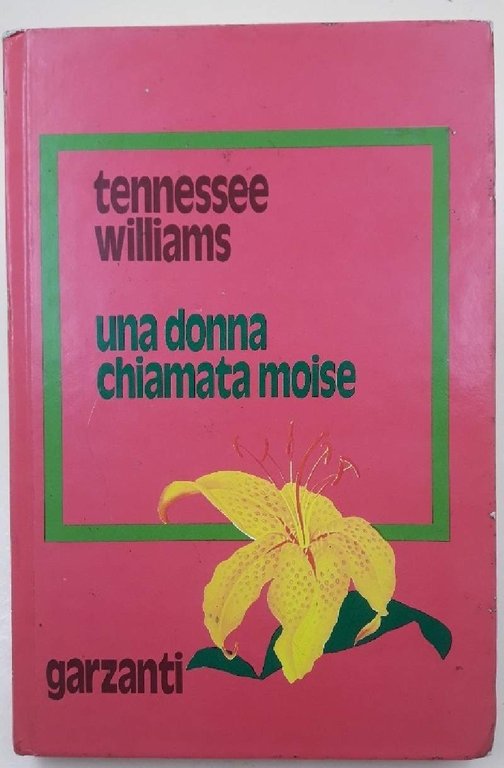 tennessee
williams
una donna
chiamata moise
garzanti